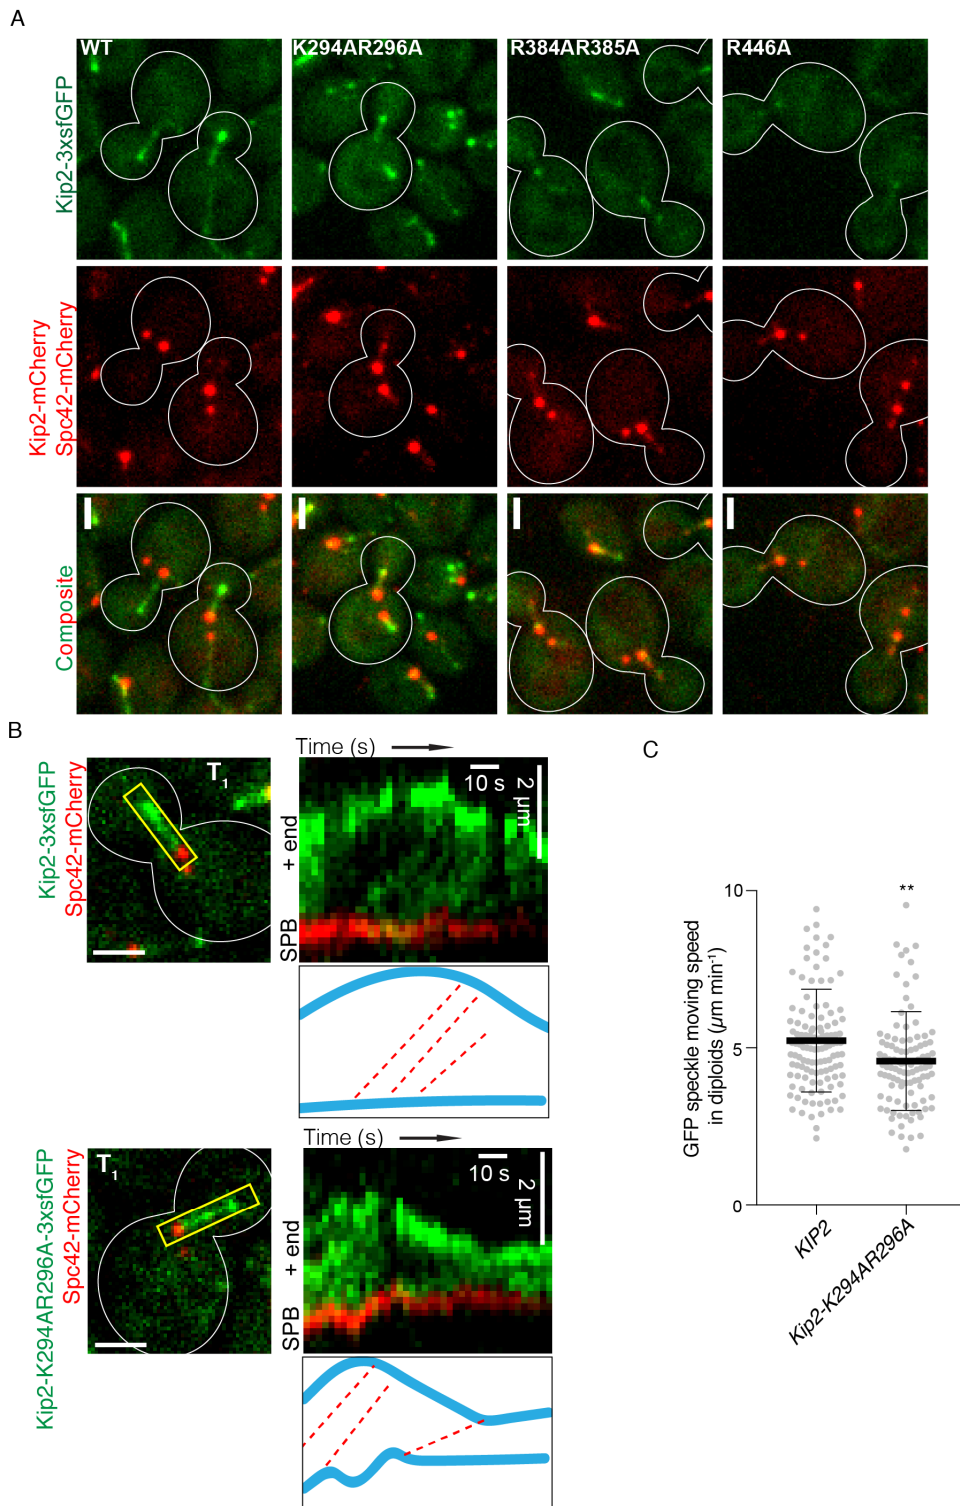 A
WT
K294AR296A
R384AR385A
R446A
Kip2-3xsfGFP
Kip2-mCherry
Spc42-mCherry
Composite
B
Kip2-3xsfGFP
Spc42-mCherry
T1
Time (s)
10 s
2 µm
+ end
SPB
Kip2-K294AR296A-3xsfGFP
Spc42-mCherry
T1
Time (s)
10 s
2 µm
+ end
SPB
C
GFP speckle moving speed
in diploids (µm min⁻¹)
10
5
0
**
KIP2
Kip2-K294AR296A